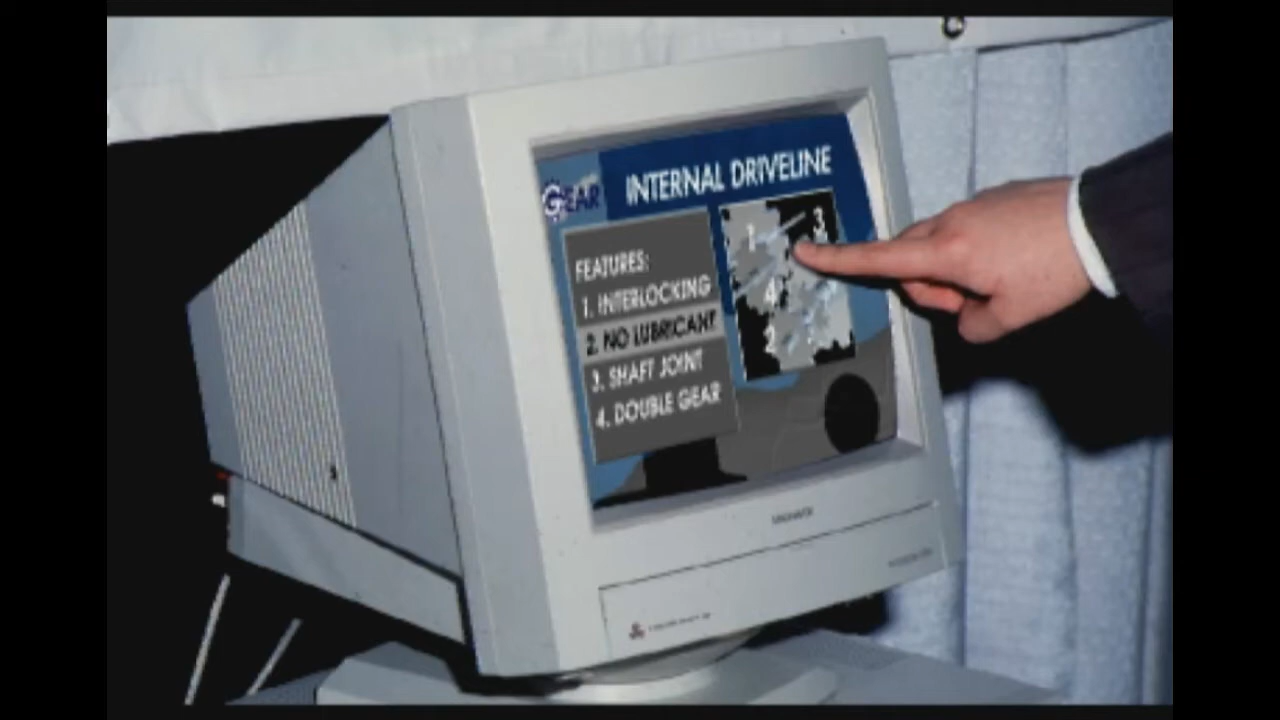 GEAR
INTERNAL DRIVELINE
FEATURES:
1. INTERLOCKING
2. NO LUBRICANT
3. SHAFT JOINT
4. DOUBLE GEAR
1 3
4
2